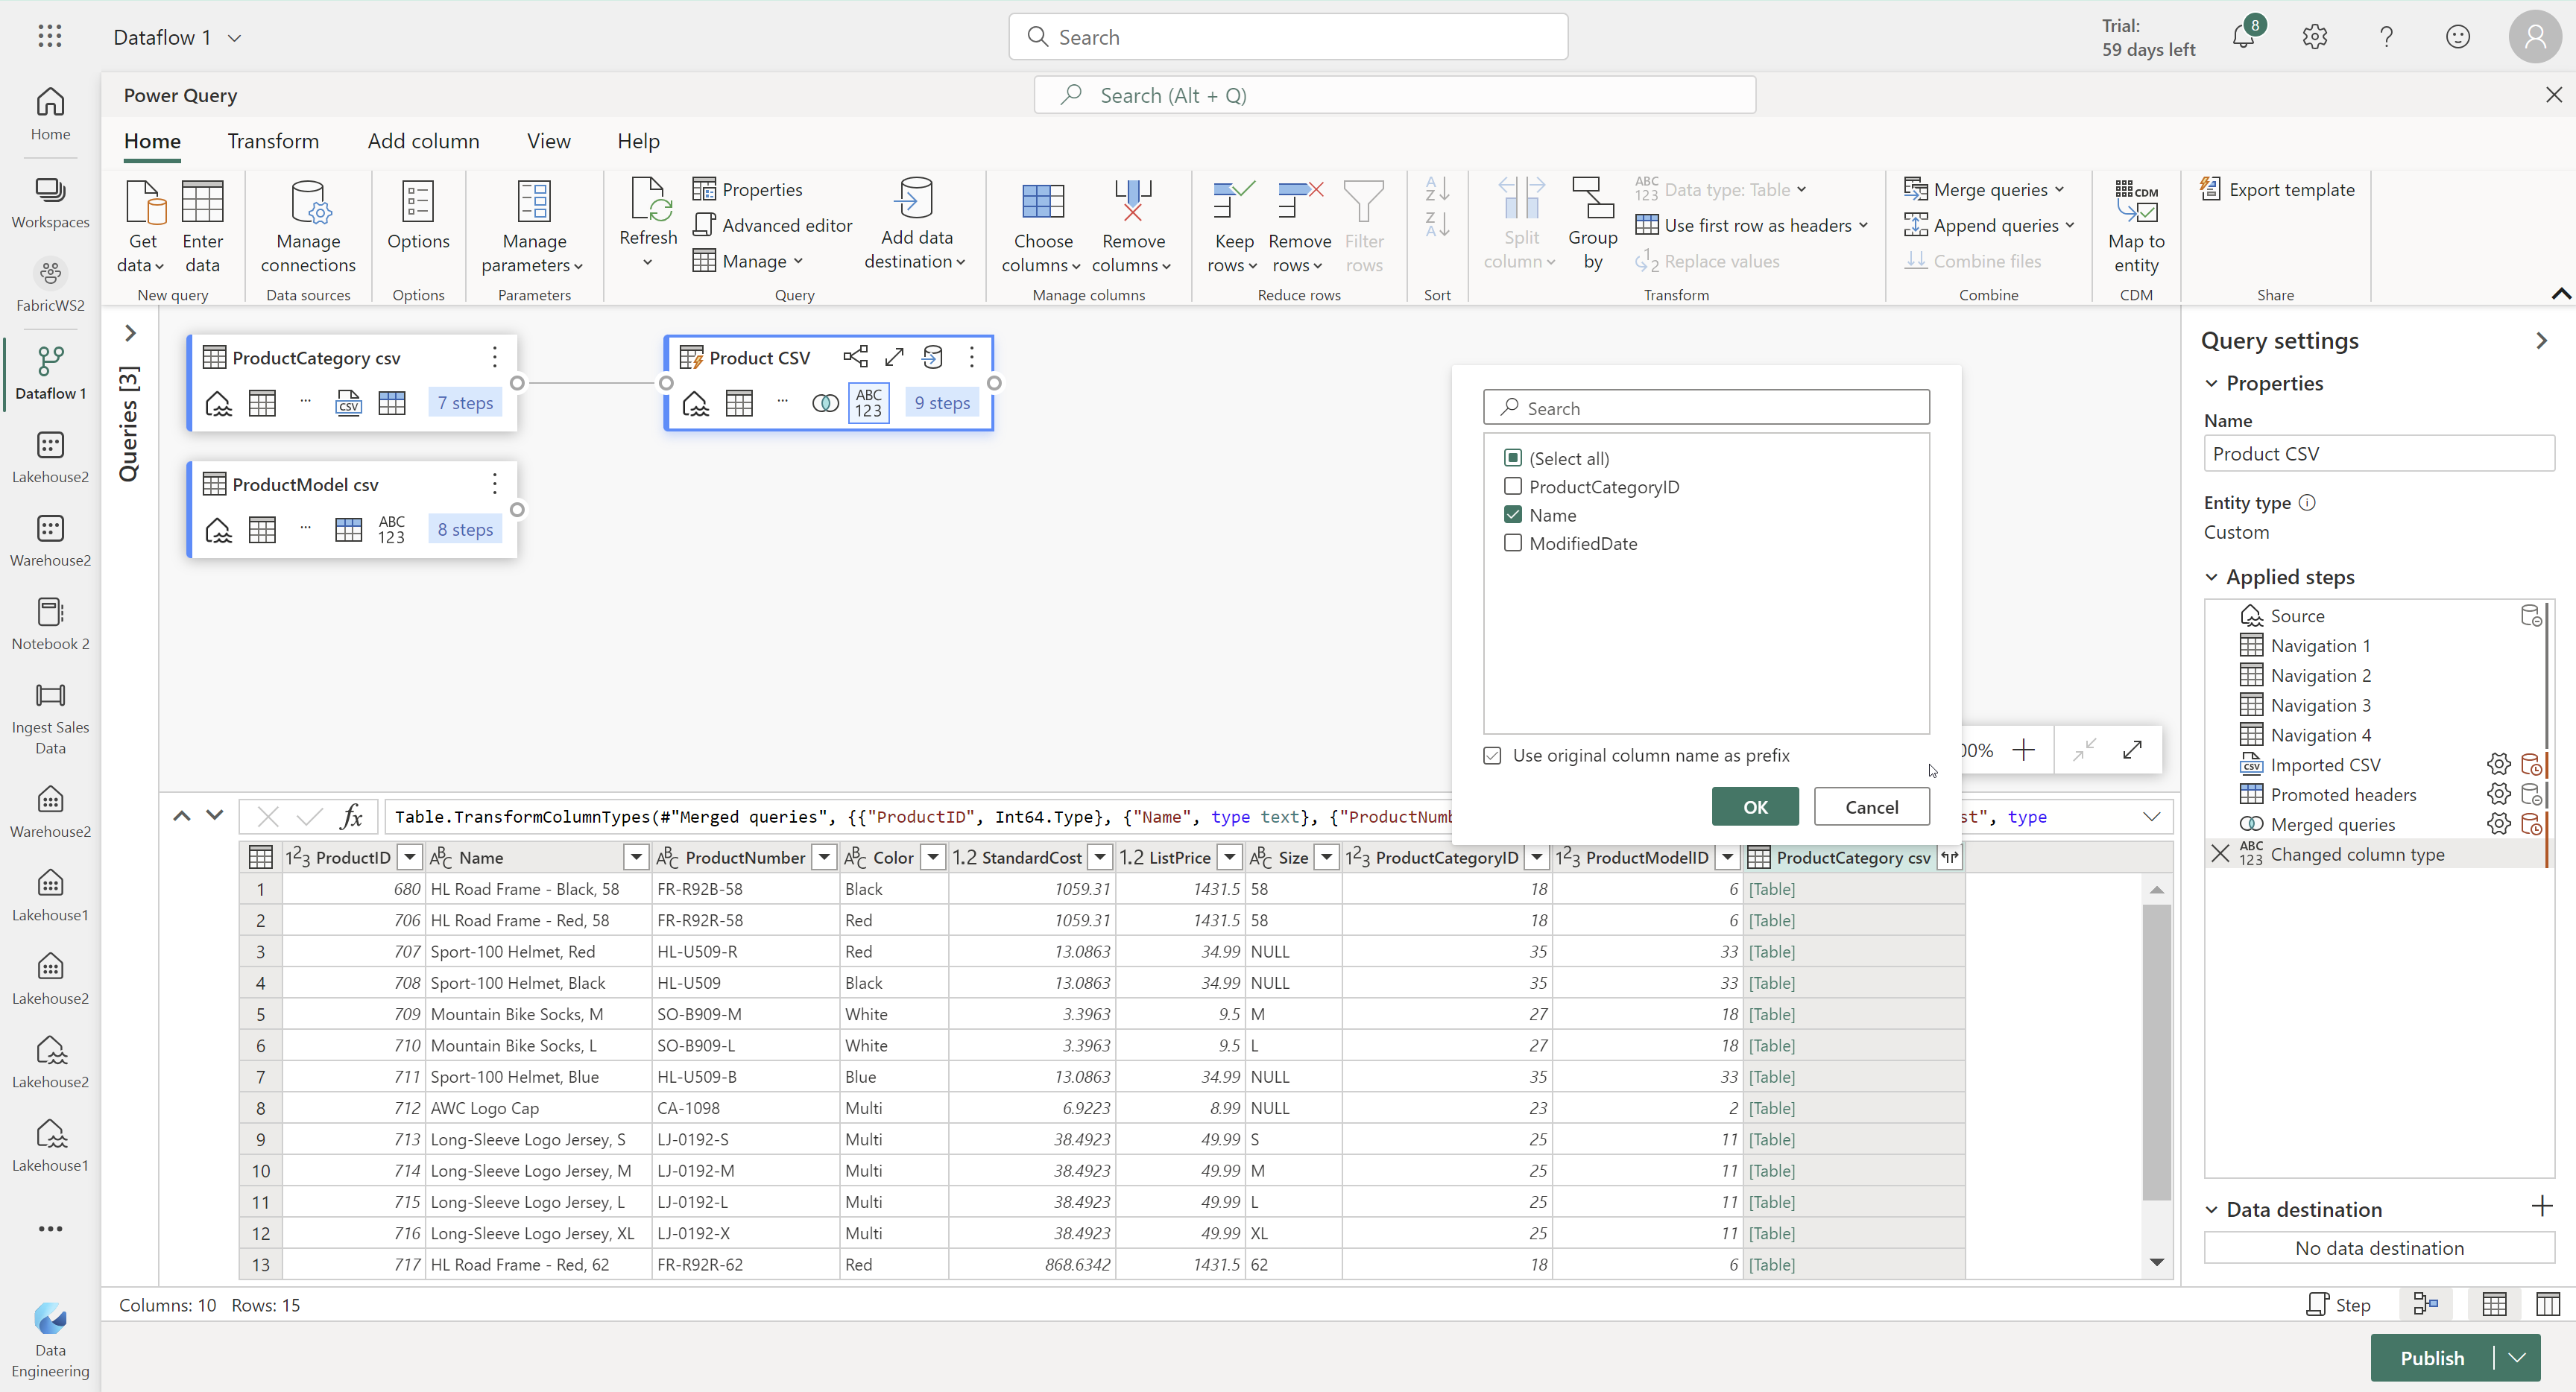 Dataflow 1
Search
Trial:
59 days left
8
Power Query
Search (Alt + Q)
Home
Transform
Add column
View
Help
Get data
Enter data
New query
Manage connections
Data sources
Options
Options
Manage parameters
Parameters
Refresh
Properties
Advanced editor
Manage
Add data destination
Query
Choose columns
Remove columns
Manage columns
Keep rows
Remove rows
Filter rows
Reduce rows
Sort
Split column
Group by
Data type: Table
Use first row as headers
Replace values
Transform
Merge queries
Append queries
Combine files
Combine
Map to entity
CDM
Export template
Share
Home
Workspaces
FabricWS2
Dataflow 1
Lakehouse2
Warehouse2
Notebook 2
Ingest Sales Data
Warehouse2
Lakehouse1
Lakehouse2
Lakehouse2
Lakehouse1
Data Engineering
Queries [3]
ProductCategory csv
7 steps
Product CSV
9 steps
ProductModel csv
8 steps
Search
(Select all)
ProductCategoryID
Name
ModifiedDate
Use original column name as prefix
OK
Cancel
Query settings
Properties
Name
Product CSV
Entity type
Custom
Applied steps
Source
Navigation 1
Navigation 2
Navigation 3
Navigation 4
Imported CSV
Promoted headers
Merged queries
Changed column type
Data destination
No data destination
fx
Table.TransformColumnTypes(#"Merged queries", {{"ProductID", Int64.Type}, {"Name", type text}, {"ProductNumb
st", type
ProductID Name ProductNumber Color StandardCost ListPrice Size ProductCategoryID ProductModelID ProductCategory csv
1 680 HL Road Frame - Black, 58 FR-R92B-58 Black 1059.31 1431.5 58 18 6 [Table]
2 706 HL Road Frame - Red, 58 FR-R92R-58 Red 1059.31 1431.5 58 18 6 [Table]
3 707 Sport-100 Helmet, Red HL-U509-R Red 13.0863 34.99 NULL 35 33 [Table]
4 708 Sport-100 Helmet, Black HL-U509 Black 13.0863 34.99 NULL 35 33 [Table]
5 709 Mountain Bike Socks, M SO-B909-M White 3.3963 9.5 M 27 18 [Table]
6 710 Mountain Bike Socks, L SO-B909-L White 3.3963 9.5 L 27 18 [Table]
7 711 Sport-100 Helmet, Blue HL-U509-B Blue 13.0863 34.99 NULL 35 33 [Table]
8 712 AWC Logo Cap CA-1098 Multi 6.9223 8.99 NULL 23 2 [Table]
9 713 Long-Sleeve Logo Jersey, S LJ-0192-S Multi 38.4923 49.99 S 25 11 [Table]
10 714 Long-Sleeve Logo Jersey, M LJ-0192-M Multi 38.4923 49.99 M 25 11 [Table]
11 715 Long-Sleeve Logo Jersey, L LJ-0192-L Multi 38.4923 49.99 L 25 11 [Table]
12 716 Long-Sleeve Logo Jersey, XL LJ-0192-X Multi 38.4923 49.99 XL 25 11 [Table]
13 717 HL Road Frame - Red, 62 FR-R92R-62 Red 868.6342 1431.5 62 18 6 [Table]
Columns: 10 Rows: 15
Step
Publish